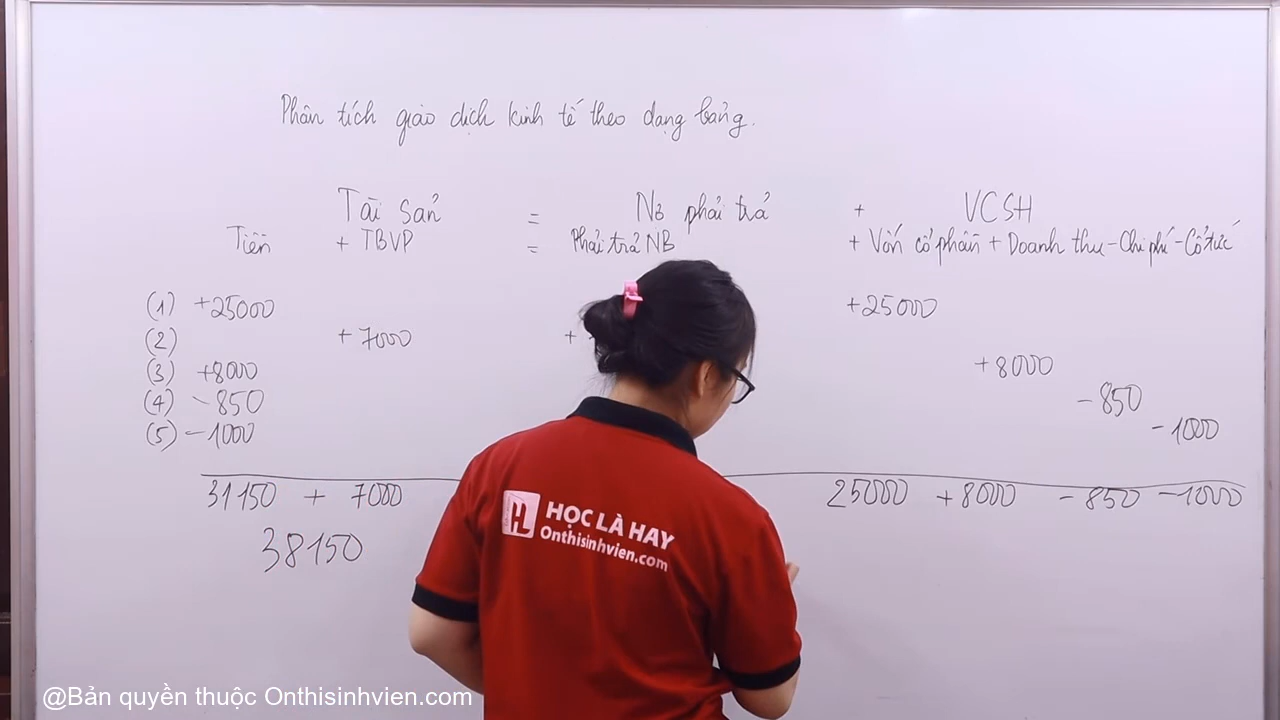 Phân tích giao dịch kinh tế theo dạng bảng.
Tài sản = Nợ phải trả + VCSH
Tiền + TBVP = Phải trả NB + Vốn cổ phần + Doanh thu - Chi phí - Cổ tức
(1) +25000 +25000
(2) +7000 +
(3) +8000 +8000
(4) -850 -850
(5) -1000 -1000
31150 + 7000 25000 +8000 -850 -1000
38150
HỌC LÀ HAY
Onthisinhvien.com
@Bản quyền thuộc Onthisinhvien.com